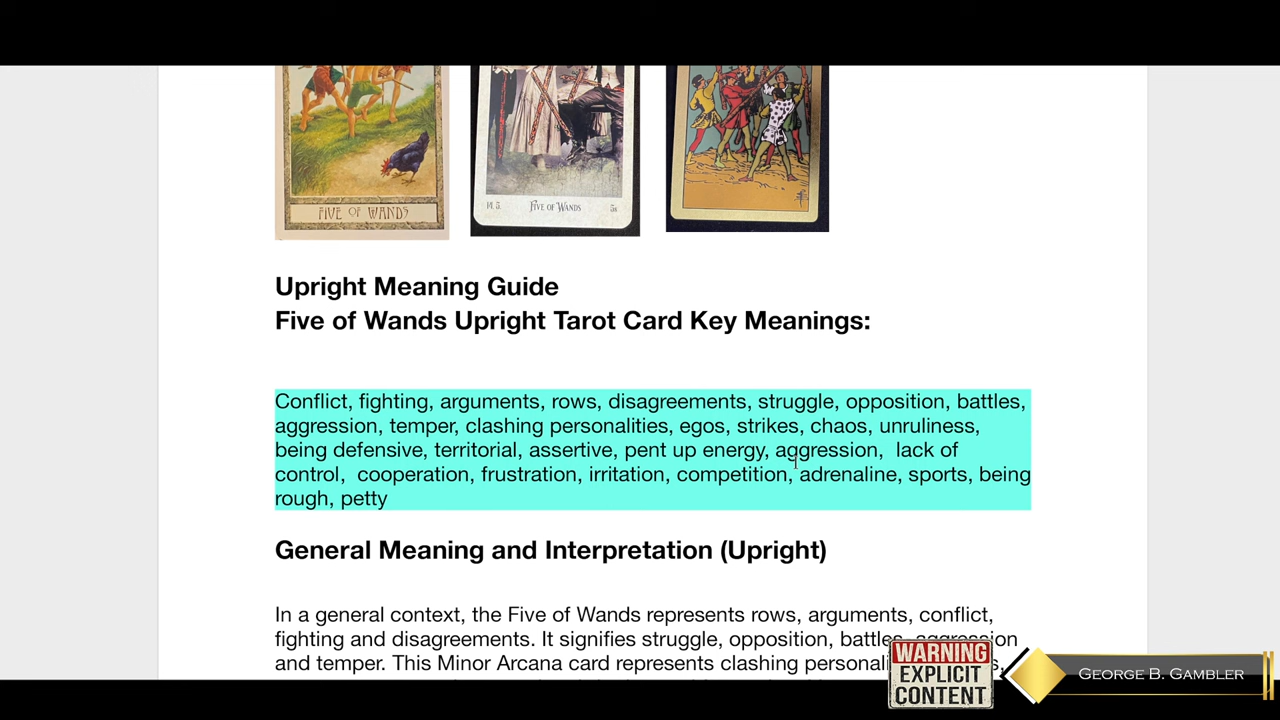 FIVE OF WANDS
VI. 5.
FIVE OF WANDS
Upright Meaning Guide
Five of Wands Upright Tarot Card Key Meanings:
Conflict, fighting, arguments, rows, disagreements, struggle, opposition, battles,
aggression, temper, clashing personalities, egos, strikes, chaos, unruliness,
being defensive, territorial, assertive, pent up energy, aggression,  lack of
control,  cooperation, frustration, irritation, competition, adrenaline, sports, being
rough, petty
General Meaning and Interpretation (Upright)
In a general context, the Five of Wands represents rows, arguments, conflict,
fighting and disagreements. It signifies struggle, opposition, battles, aggression
and temper. This Minor Arcana card represents clashing
WARNING
EXPLICIT
CONTENT
GEORGE B. GAMBLER